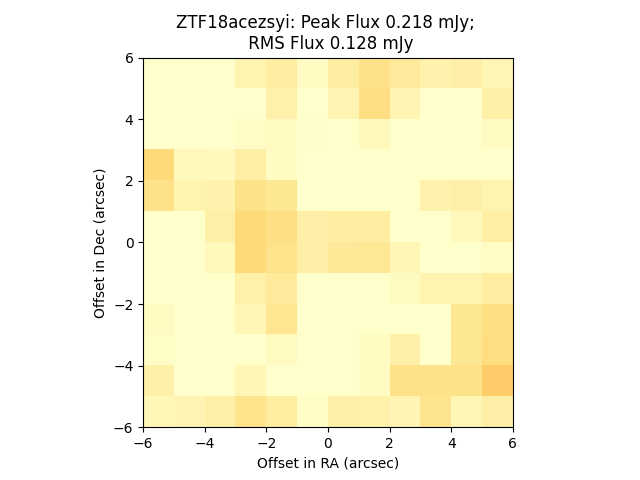 ZTF18acezsyi: Peak Flux 0.218 mJy;
RMS Flux 0.128 mJy
6
4
2
0
−2
−4
−6
Offset in Dec (arcsec)
−6 −4 −2 0 2 4 6
Offset in RA (arcsec)